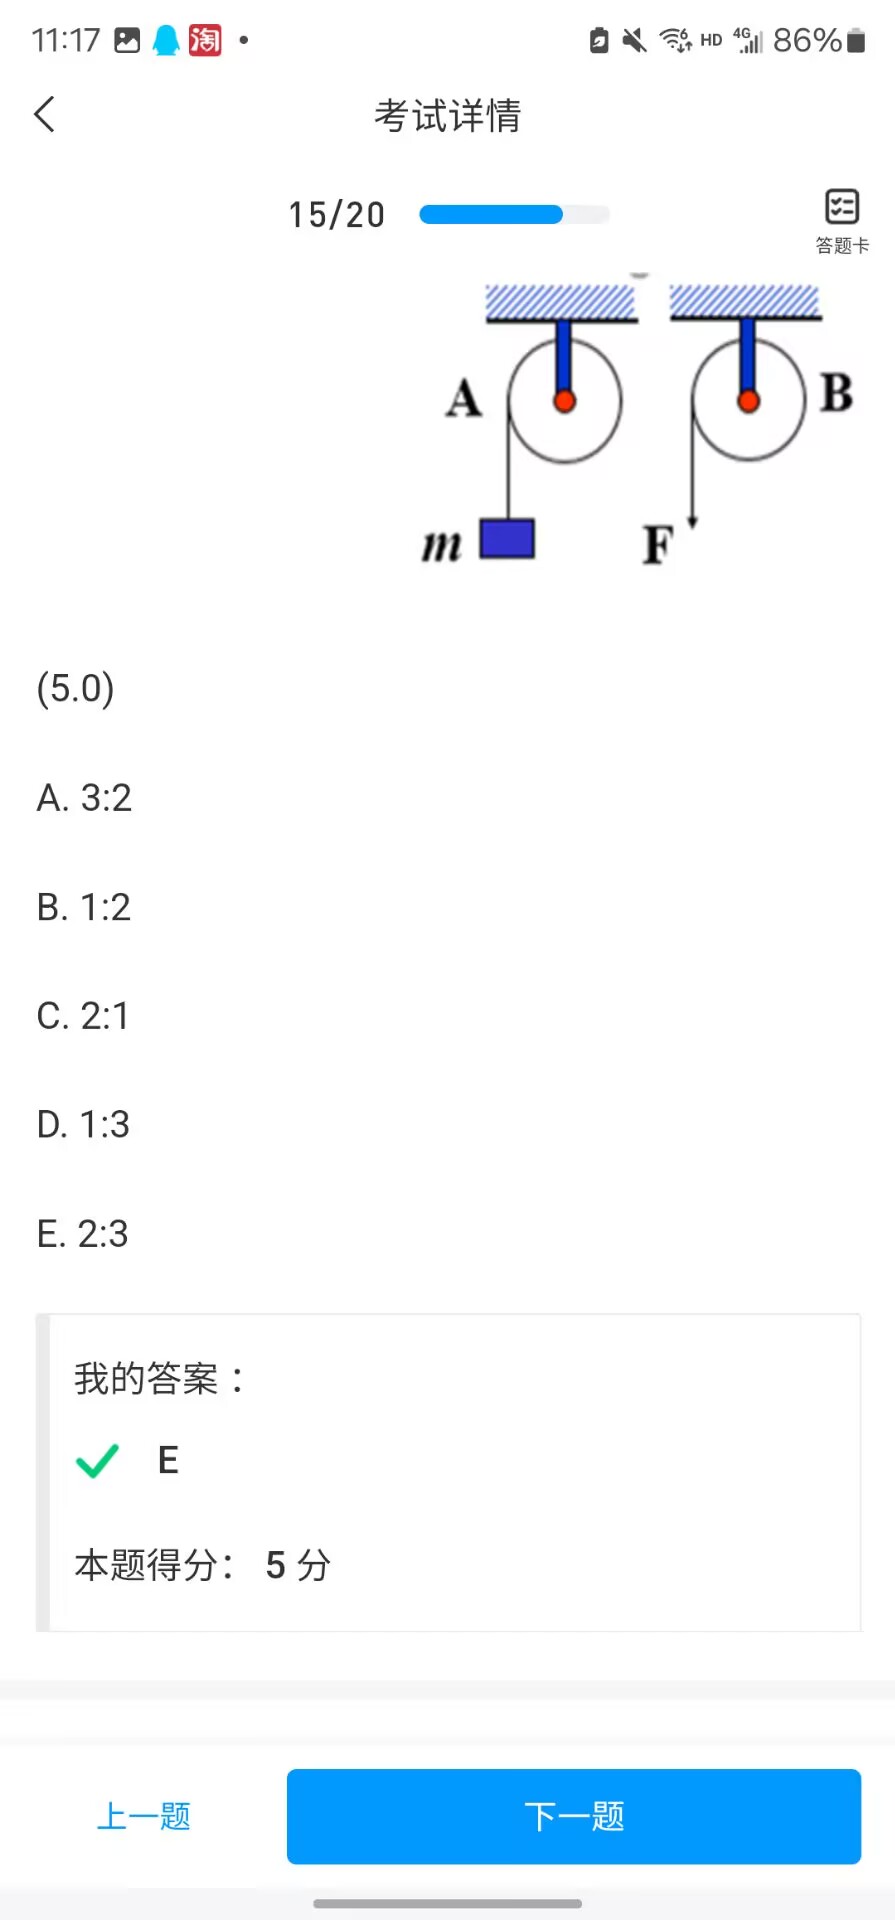 11:17 淘 HD 4G 86%
考试详情
15/20
答题卡
A B
m F
(5.0)
A. 3:2
B. 1:2
C. 2:1
D. 1:3
E. 2:3
我的答案：
E
本题得分： 5 分
上一题 下一题